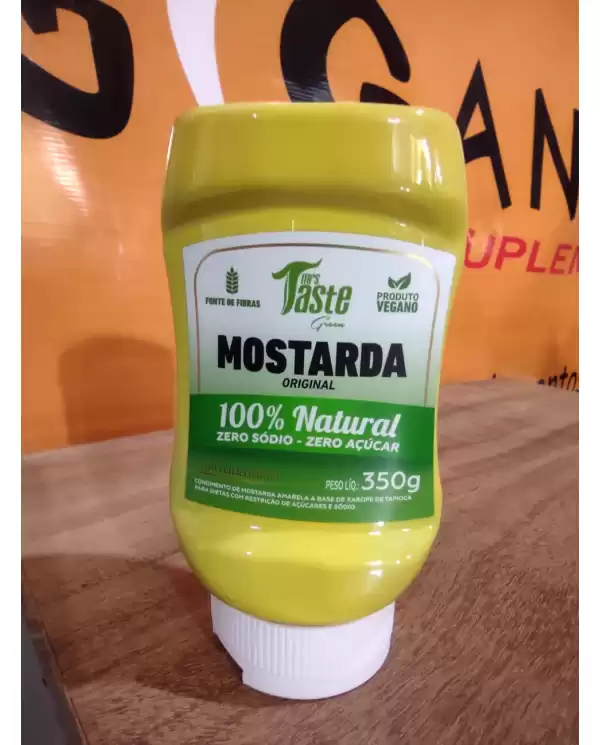 GAN
UPLEM
FONTE DE FIBRAS
MRS
Taste
Green
PRODUTO
VEGANO
MOSTARDA
ORIGINAL
100% Natural
ZERO SÓDIO - ZERO AÇÚCAR
PESO LÍQ.: 350g
CONDIMENTO DE MOSTARDA AMARELA A BASE DE XAROPE DE TAPIOCA
PARA DIETAS COM RESTRIÇÃO DE AÇÚCARES E SÓDIO